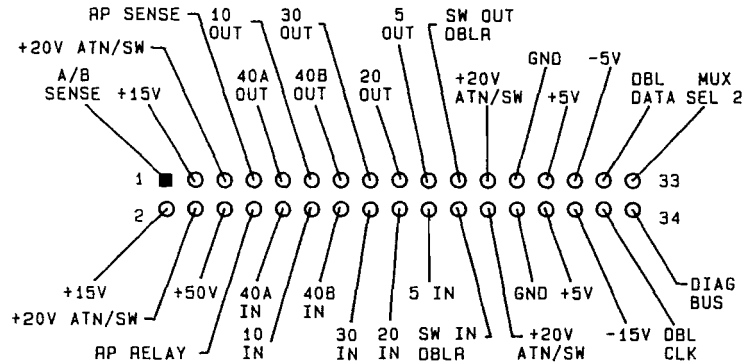 RP SENSE
10 OUT
30 OUT
5 OUT
SW OUT DBLR
+20V ATN/SW
GND
-5V
A/B SENSE
+15V
40A OUT
40B OUT
20 OUT
+20V ATN/SW
+5V
DBL DATA
MUX SEL 2
1
33
2
34
+15V
+50V
40A IN
40B IN
5 IN
GND
+5V
DIAG BUS
+20V ATN/SW
10 IN
30 IN
20 IN
SW IN DBLR
+20V ATN/SW
-15V
DBL CLK
RP RELAY